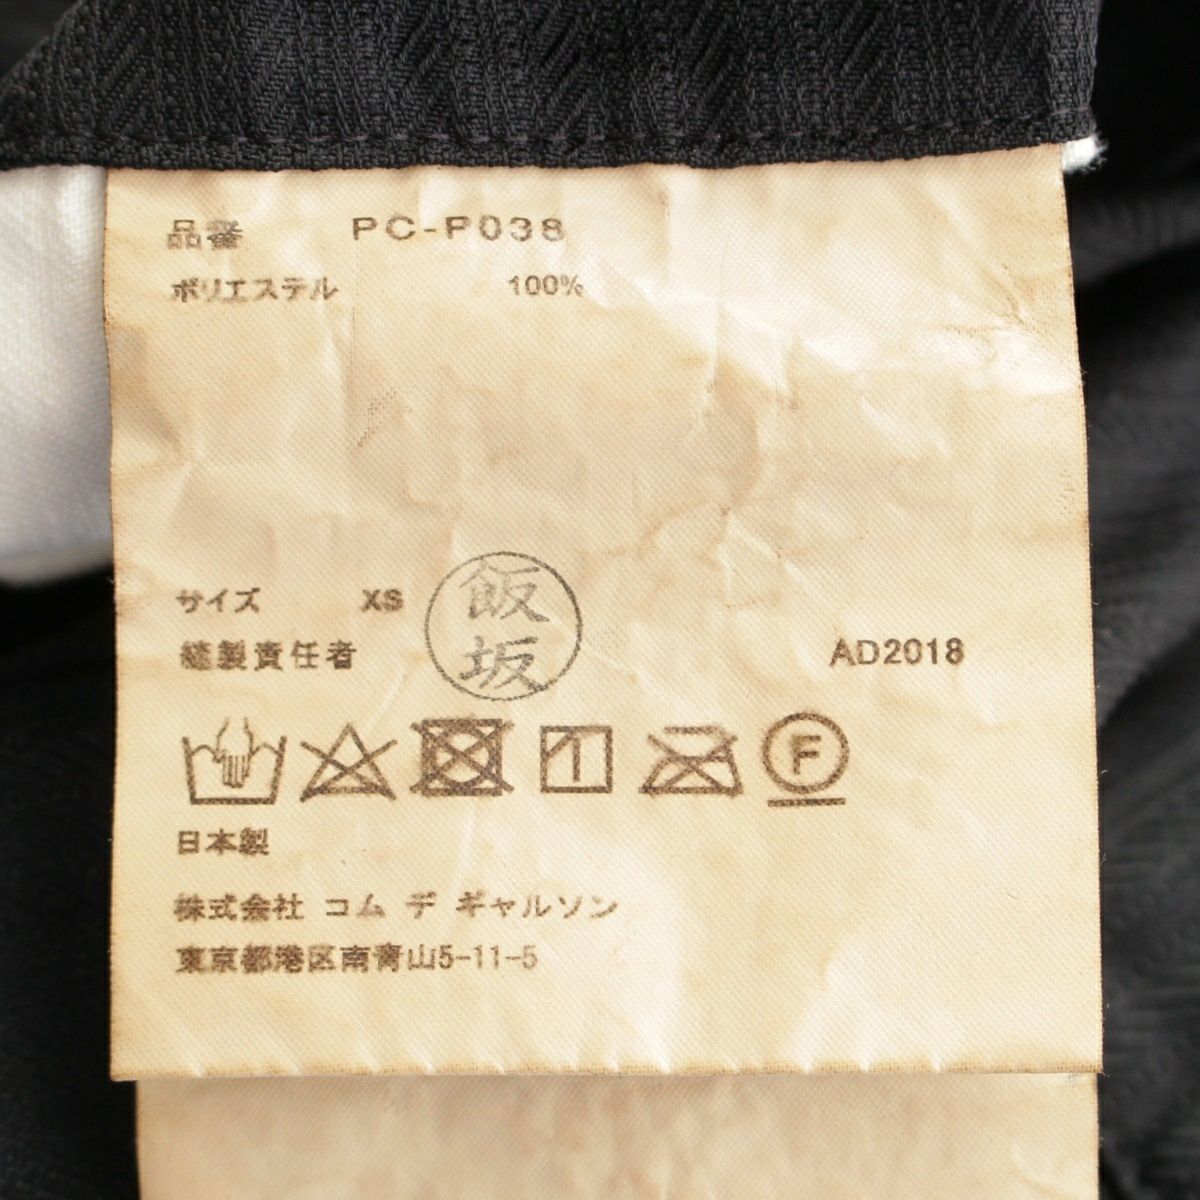 品番 PC-P038
ポリエステル 100%
サイズ XS
飯坂
縫製責任者 AD2018
F
日本製
株式会社 コム デ ギャルソン
東京都港区南青山5-11-5